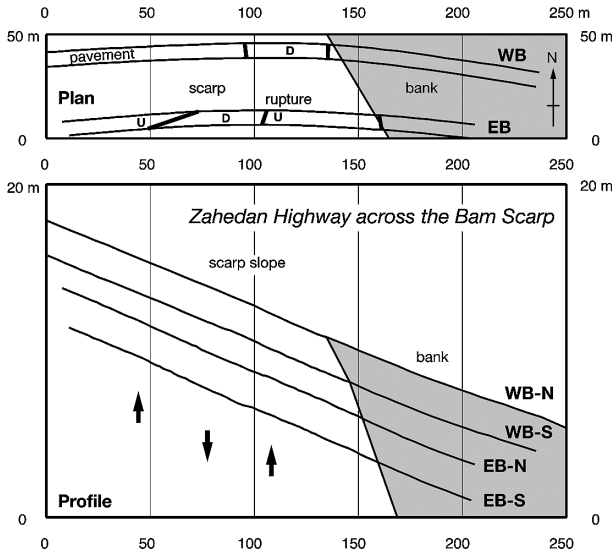 0 50 100 150 200 250 m
50 m 50 m
pavement D WB N
scarp bank
Plan rupture
U D U EB
0 0
0 50 100 150 200 250
20 m 20 m
Zahedan Highway across the Bam Scarp
scarp slope
bank
WB-N
WB-S
EB-N
EB-S
Profile
0 0
0 50 100 150 200 250